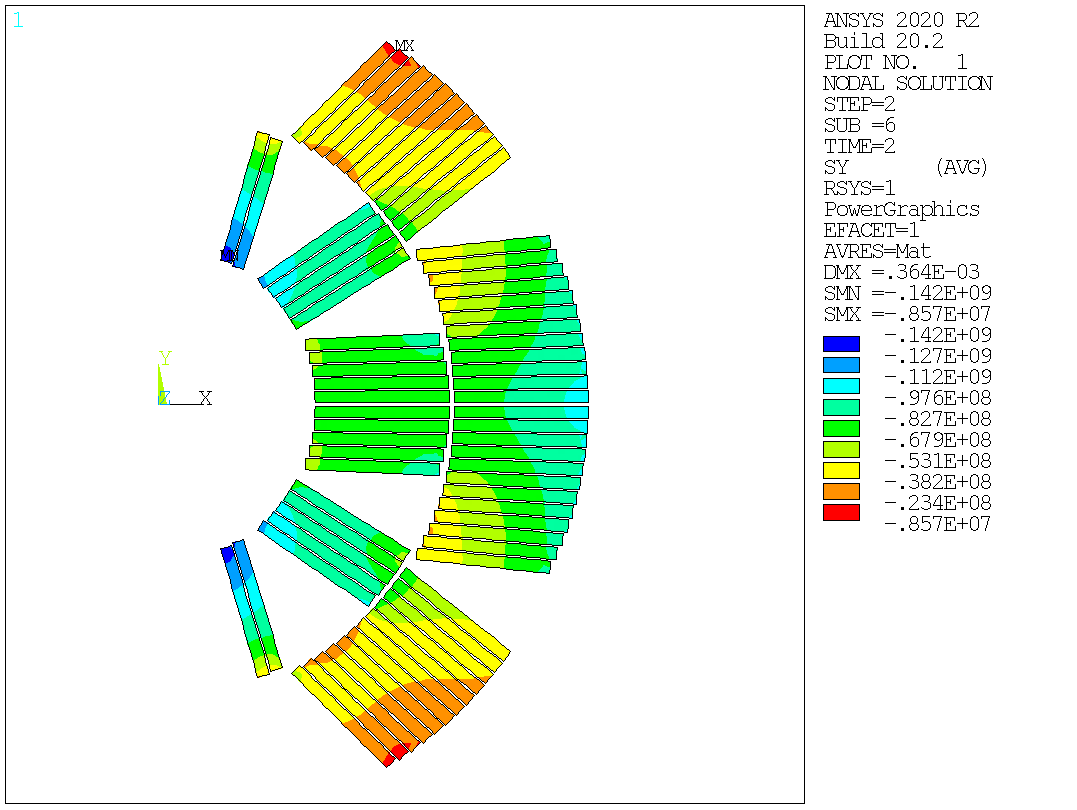 1
MX
Y
Z X
ANSYS 2020 R2
Build 20.2
PLOT NO.   1
NODAL SOLUTION
STEP=2
SUB =6
TIME=2
SY       (AVG)
RSYS=1
PowerGraphics
EFACET=1
AVRES=Mat
DMX =.364E-03
SMN =-.142E+09
SMX =-.857E+07
-.142E+09
-.127E+09
-.112E+09
-.976E+08
-.827E+08
-.679E+08
-.531E+08
-.382E+08
-.234E+08
-.857E+07